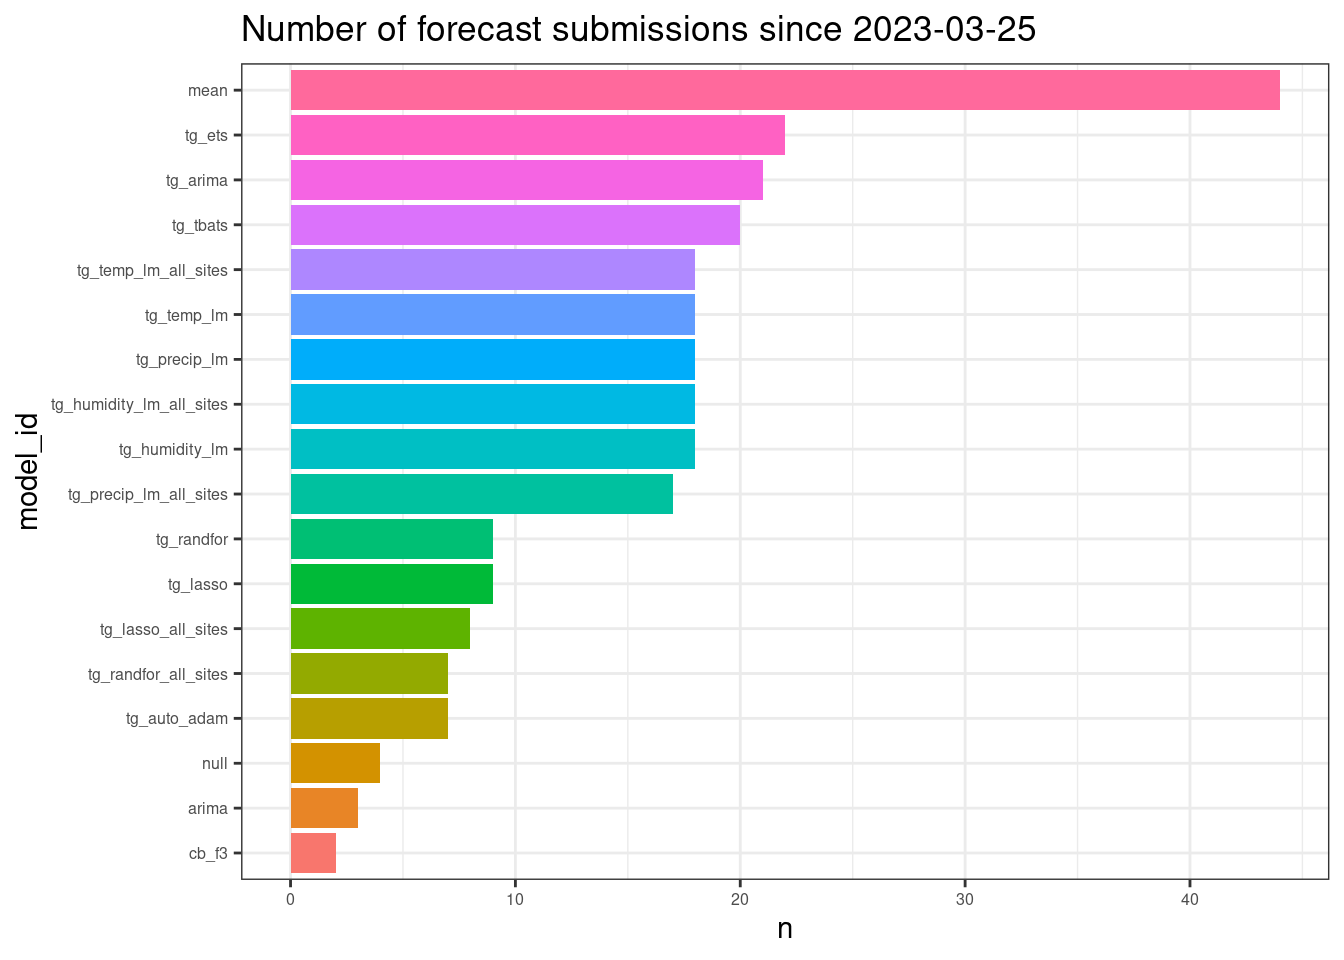 Number of forecast submissions since 2023-03-25
mean
tg_ets
tg_arima
tg_tbats
tg_temp_lm_all_sites
tg_temp_lm
tg_precip_lm
tg_humidity_lm_all_sites
tg_humidity_lm
tg_precip_lm_all_sites
tg_randfor
tg_lasso
tg_lasso_all_sites
tg_randfor_all_sites
tg_auto_adam
null
arima
cb_f3
model_id
0 10 20 30 40
n